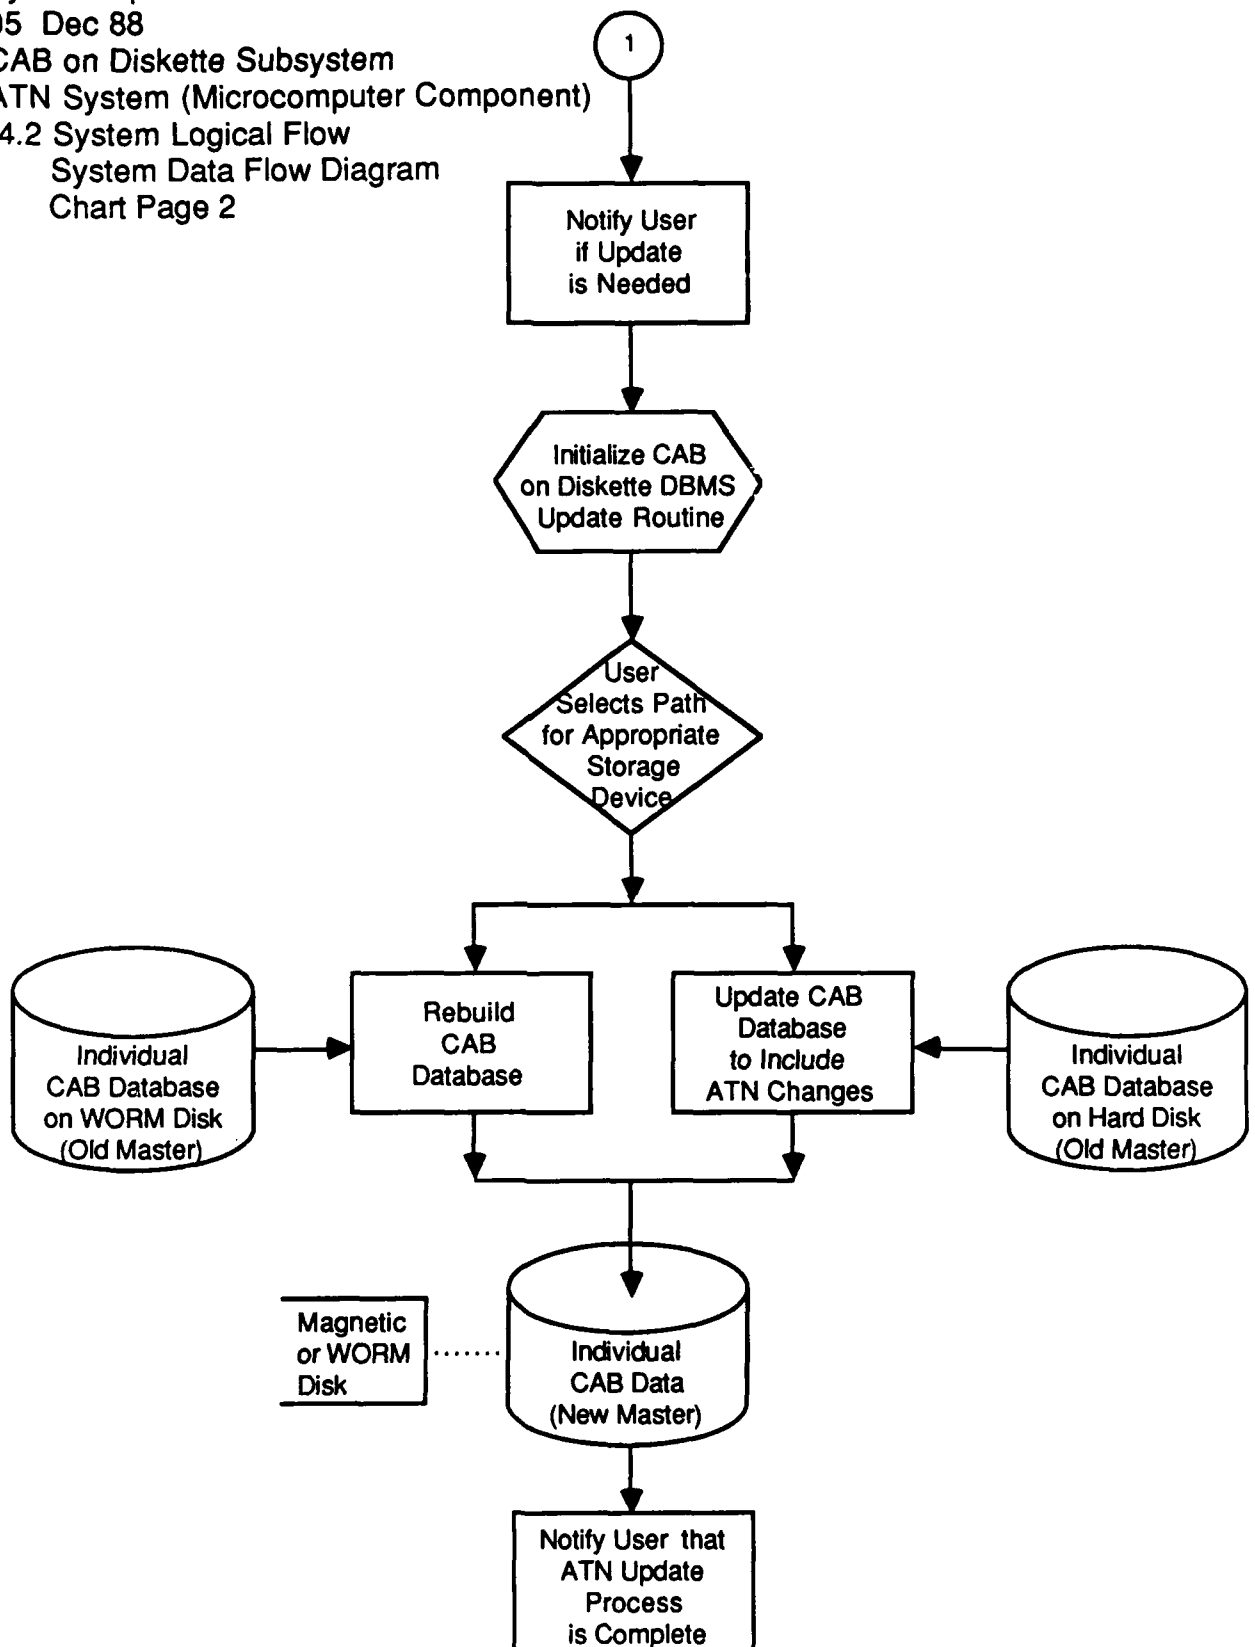 05 Dec 88
CAB on Diskette Subsystem
ATN System (Microcomputer Component)
4.2 System Logical Flow
System Data Flow Diagram
Chart Page 2
1
Notify User
if Update
is Needed
Initialize CAB
on Diskette DBMS
Update Routine
User
Selects Path
for Appropriate
Storage
Device
Individual
CAB Database
on WORM Disk
(Old Master)
Rebuild
CAB
Database
Update CAB
Database
to Include
ATN Changes
Individual
CAB Database
on Hard Disk
(Old Master)
Magnetic
or WORM
Disk
Individual
CAB Data
(New Master)
Notify User that
ATN Update
Process
is Complete